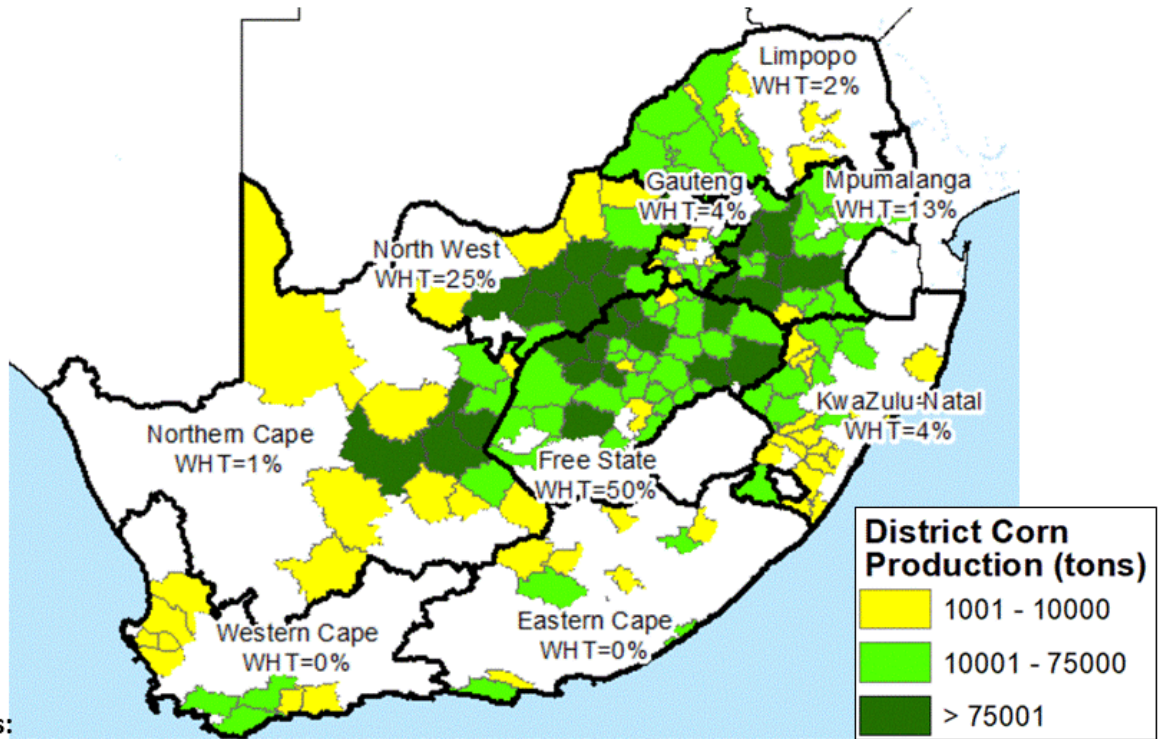 Limpopo
WHT=2%
Gauteng
WHT=4%
Mpumalanga
WHT=13%
North West
WHT=25%
KwaZulu-Natal
WHT=4%
Northern Cape
WHT=1%
Free State
WHT=50%
Eastern Cape
WHT=0%
Western Cape
WHT=0%
District Corn
Production (tons)
1001 - 10000
10001 - 75000
> 75001
s: